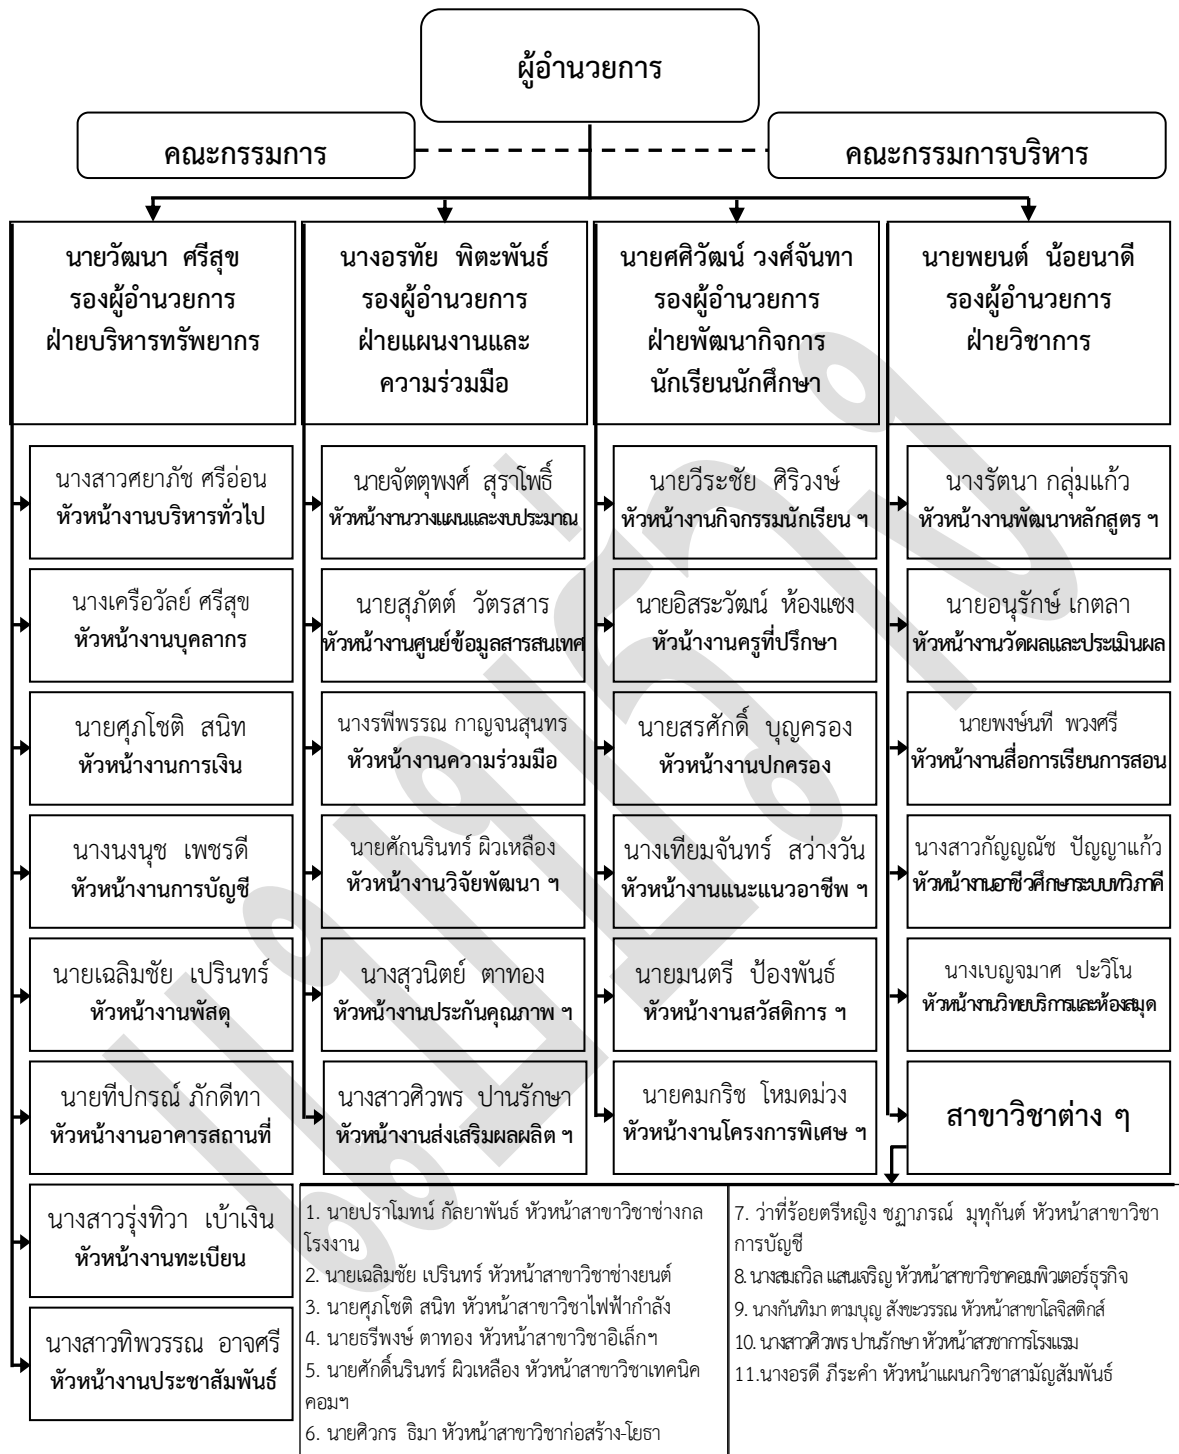 ผู้อำนวยการ
คณะกรรมการ
คณะกรรมการบริหาร
นายวัฒนา ศรีสุข
รองผู้อำนวยการ
ฝ่ายบริหารทรัพยากร
นางอรทัย พิตะพันธ์
รองผู้อำนวยการ
ฝ่ายแผนงานและ
ความร่วมมือ
นายศศิวัฒน์ วงศ์จันทา
รองผู้อำนวยการ
ฝ่ายพัฒนากิจการ
นักเรียนนักศึกษา
นายพยนต์ น้อยนาดี
รองผู้อำนวยการ
ฝ่ายวิชาการ
นางสาวศยาภัช ศรีอ่อน
หัวหน้างานบริหารทั่วไป
นางเครือวัลย์ ศรีสุข
หัวหน้างานบุคลากร
นายศุภโชติ สนิท
หัวหน้างานการเงิน
นางนงนุช เพชรดี
หัวหน้างานการบัญชี
นายเฉลิมชัย เปรินทร์
หัวหน้างานพัสดุ
นายทีปกรณ์ ภักดีทา
หัวหน้างานอาคารสถานที่
นางสาวรุ่งทิวา เบ้าเงิน
หัวหน้างานทะเบียน
นางสาวทิพวรรณ อาจศรี
หัวหน้างานประชาสัมพันธ์
นายจัตตุพงศ์ สุราโพธิ์
หัวหน้างานวางแผนและงบประมาณ
นายสุภัตต์ วัตรสาร
หัวหน้างานศูนย์ข้อมูลสารสนเทศ
นางรพีพรรณ กาญจนสุนทร
หัวหน้างานความร่วมมือ
นายศักนรินทร์ ผิวเหลือง
หัวหน้างานวิจัยพัฒนา ฯ
นางสุวนิตย์ ตาทอง
หัวหน้างานประกันคุณภาพ ฯ
นางสาวศิวพร ปานรักษา
หัวหน้างานส่งเสริมผลผลิต ฯ
นายวีระชัย ศิริวงษ์
หัวหน้างานกิจกรรมนักเรียน ฯ
นายอิสระวัฒน์ ห้องแซง
หัวน้างานครูที่ปรึกษา
นายสรศักดิ์ บุญครอง
หัวหน้างานปกครอง
นางเทียมจันทร์ สว่างวัน
หัวหน้างานแนะแนวอาชีพ ฯ
นายมนตรี ป้องพันธ์
หัวหน้างานสวัสดิการ ฯ
นายคมกริช โหมดม่วง
หัวหน้างานโครงการพิเศษ ฯ
นางรัตนา กลุ่มแก้ว
หัวหน้างานพัฒนาหลักสูตร ฯ
นายอนุรักษ์ เกตลา
หัวหน้างานวัดผลและประเมินผล
นายพงษ์นที พวงศรี
หัวหน้างานสื่อการเรียนการสอน
นางสาวกัญญณัช ปัญญาแก้ว
หัวหน้างานอาชีวศึกษาระบบทวิภาคี
นางเบญจมาศ ปะวิโน
หัวหน้างานวิทยบริการและห้องสมุด
สาขาวิชาต่าง ๆ
1. นายปราโมทน์ กัลยาพันธ์ หัวหน้าสาขาวิชาช่างกล
โรงงาน
2. นายเฉลิมชัย เปรินทร์ หัวหน้าสาขาวิชาช่างยนต์
3. นายศุภโชติ สนิท หัวหน้าสาขาวิชาไฟฟ้ากำลัง
4. นายธรีพงษ์ ตาทอง หัวหน้าสาขาวิชาอิเล็กฯ
5. นายศักดิ์นรินทร์ ผิวเหลือง หัวหน้าสาขาวิชาเทคนิค
คอมฯ
6. นายศิวกร ธิมา หัวหน้าสาขาวิชาก่อสร้าง-โยธา
7. ว่าที่ร้อยตรีหญิง ชฎาภรณ์ มุทุกันต์ หัวหน้าสาขาวิชา
การบัญชี
8. นางสมถวิล แสนเจริญ หัวหน้าสาขาวิชาคอมพิวเตอร์ธุรกิจ
9. นางกันทิมา ตามบุญ สังขะวรรณ หัวหน้าสาขาโลจิสติกส์
10. นางสาวศิวพร ปานรักษา หัวหน้าสาขาการโรงแรม
11.นางอรดี ภีระคำ หัวหน้าแผนกวิชาสามัญสัมพันธ์
แบบร่าง